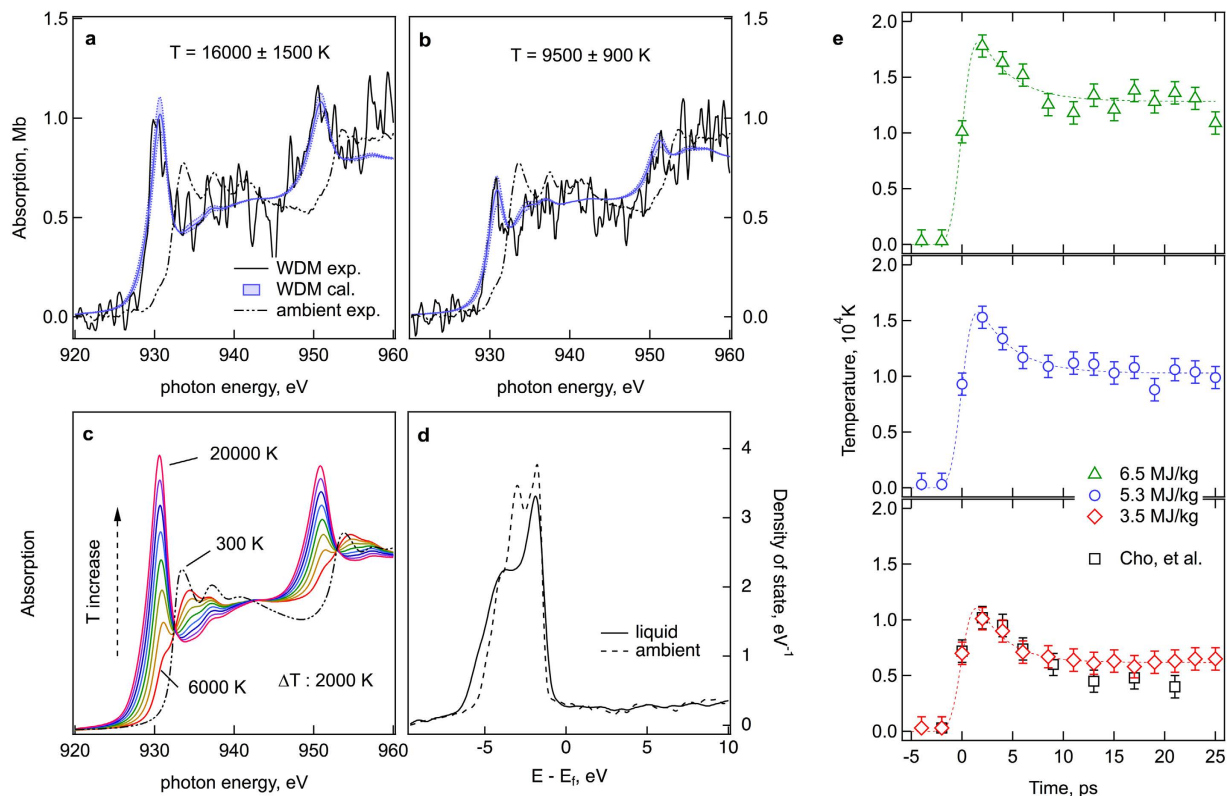 a
T = 16000 ± 1500 K
1.5
1.0
0.5
0.0
Absorption, Mb
WDM exp.
WDM cal.
ambient exp.
920
930
940
950
960
photon energy, eV
b
T = 9500 ± 900 K
1.5
1.0
0.5
0.0
920
930
940
950
960
photon energy, eV
c
20000 K
300 K
T increase
6000 K
ΔT : 2000 K
Absorption
920
930
940
950
960
photon energy, eV
d
4
3
2
1
0
Density of state, eV⁻¹
liquid
ambient
-5
0
5
10
E - E_f, eV
e
2.0
1.5
1.0
0.5
0.0
2.0
1.5
1.0
0.5
0.0
Temperature, 10⁴K
6.5 MJ/kg
5.3 MJ/kg
3.5 MJ/kg
Cho, et al.
2.0
1.0
0.5
0.0
-5
0
5
10
15
20
25
Time, ps